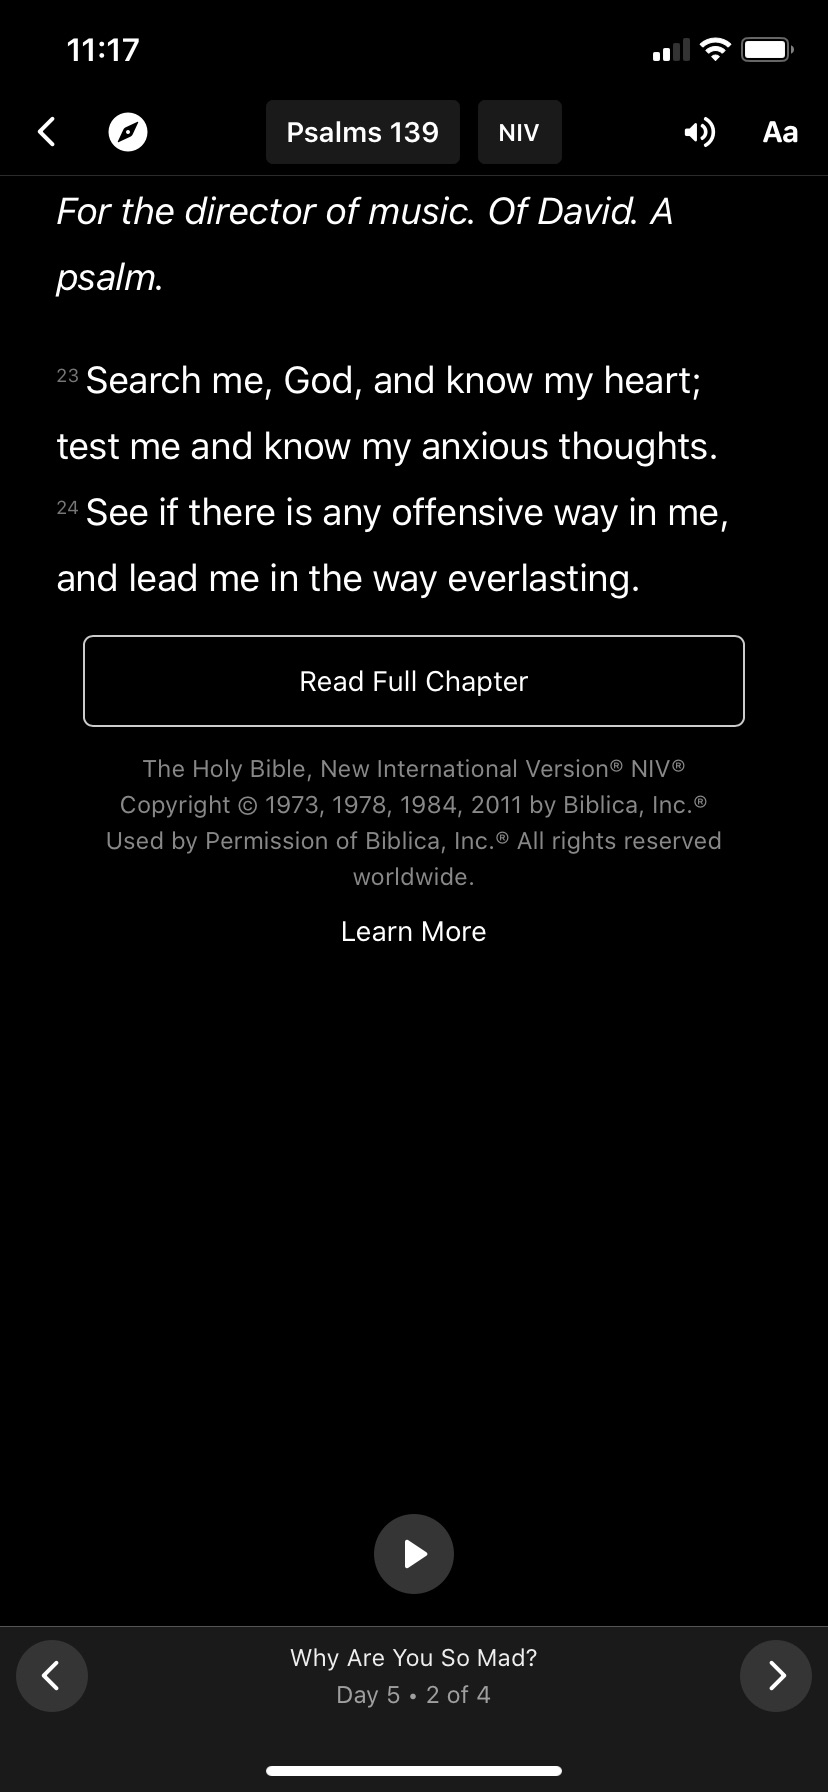 11:17
Psalms 139 NIV Aa
For the director of music. Of David. A
psalm.
23 Search me, God, and know my heart;
test me and know my anxious thoughts.
24 See if there is any offensive way in me,
and lead me in the way everlasting.
Read Full Chapter
The Holy Bible, New International Version® NIV®
Copyright © 1973, 1978, 1984, 2011 by Biblica, Inc.®
Used by Permission of Biblica, Inc.® All rights reserved
worldwide.
Learn More
Why Are You So Mad?
Day 5 • 2 of 4